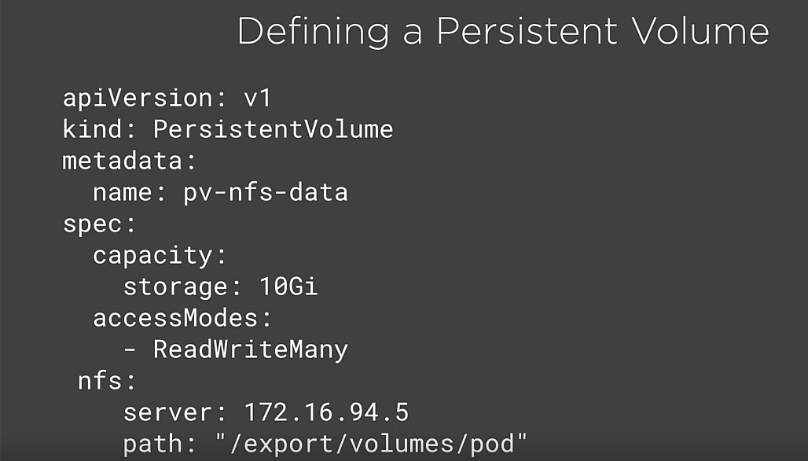 Defining a Persistent Volume
apiVersion: v1
kind: PersistentVolume
metadata:
  name: pv-nfs-data
spec:
  capacity:
    storage: 10Gi
  accessModes:
    - ReadWriteMany
 nfs:
    server: 172.16.94.5
    path: "/export/volumes/pod"